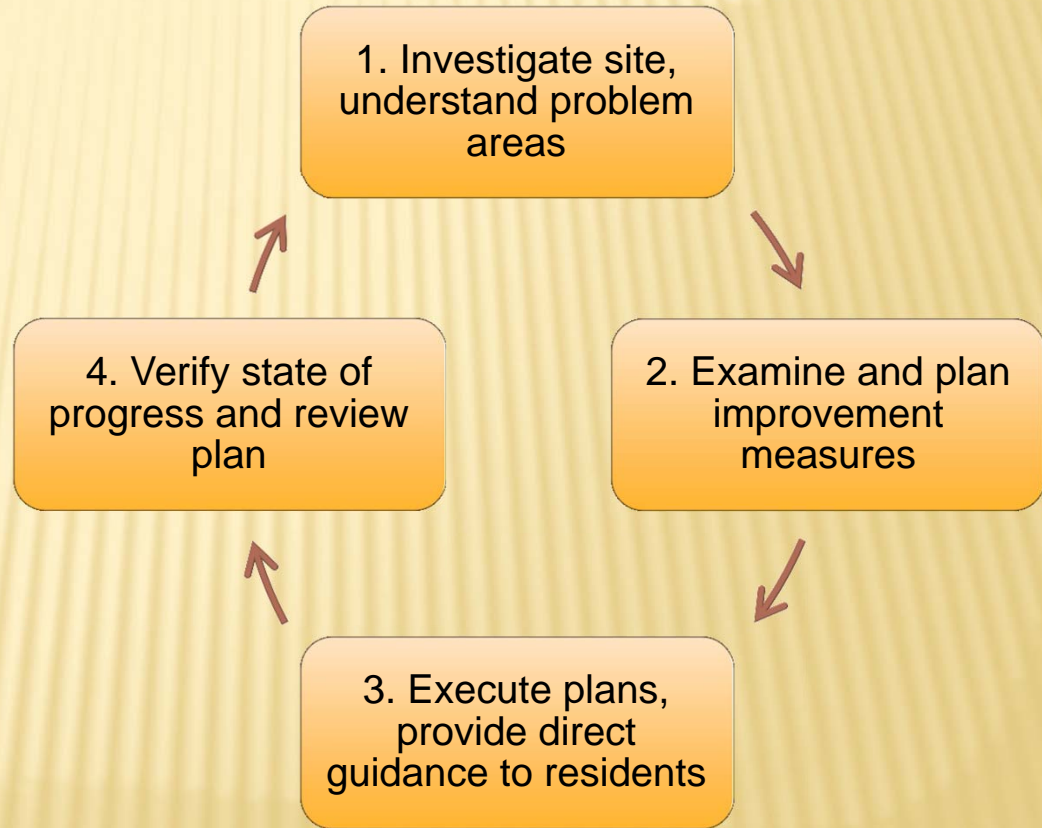 1. Investigate site,
understand problem
areas
2. Examine and plan
improvement
measures
3. Execute plans,
provide direct
guidance to residents
4. Verify state of
progress and review
plan